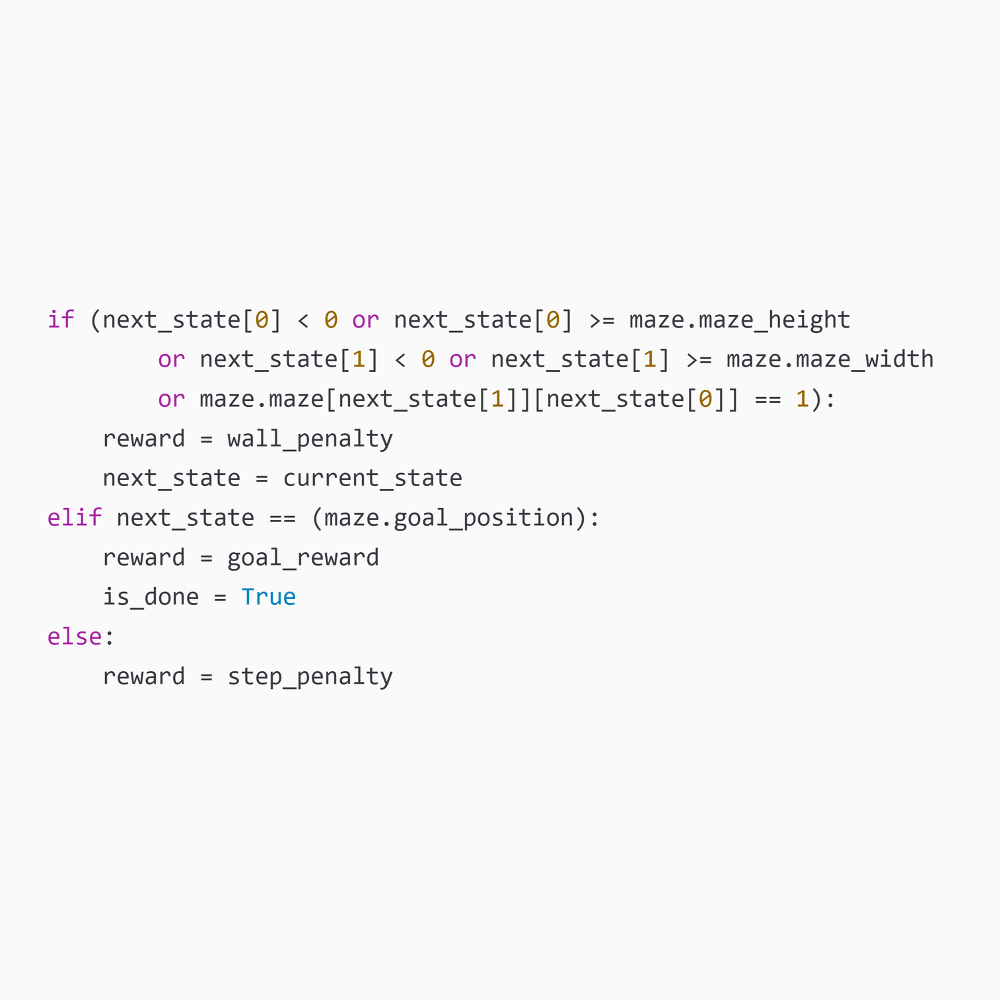 if (next_state[0] < 0 or next_state[0] >= maze.maze_height
        or next_state[1] < 0 or next_state[1] >= maze.maze_width
        or maze.maze[next_state[1]][next_state[0]] == 1):
    reward = wall_penalty
    next_state = current_state
elif next_state == (maze.goal_position):
    reward = goal_reward
    is_done = True
else:
    reward = step_penalty